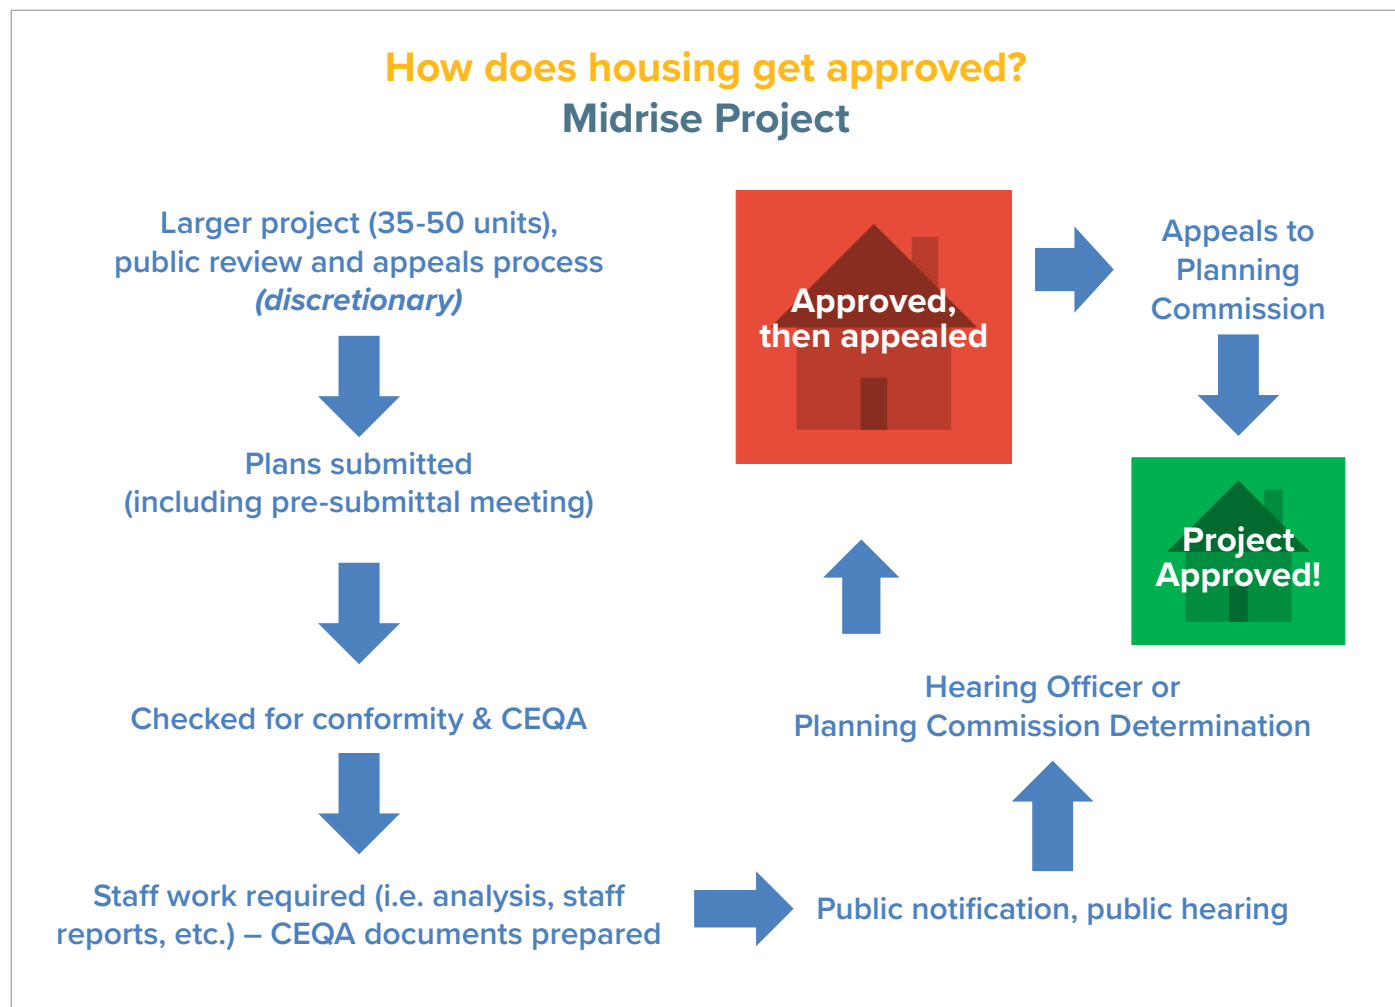 How does housing get approved?
Midrise Project
Larger project (35-50 units),
public review and appeals process
(discretionary)
Plans submitted
(including pre-submittal meeting)
Checked for conformity & CEQA
Staff work required (i.e. analysis, staff
reports, etc.) – CEQA documents prepared
Public notification, public hearing
Hearing Officer or
Planning Commission Determination
Approved,
then appealed
Appeals to
Planning
Commission
Project
Approved!